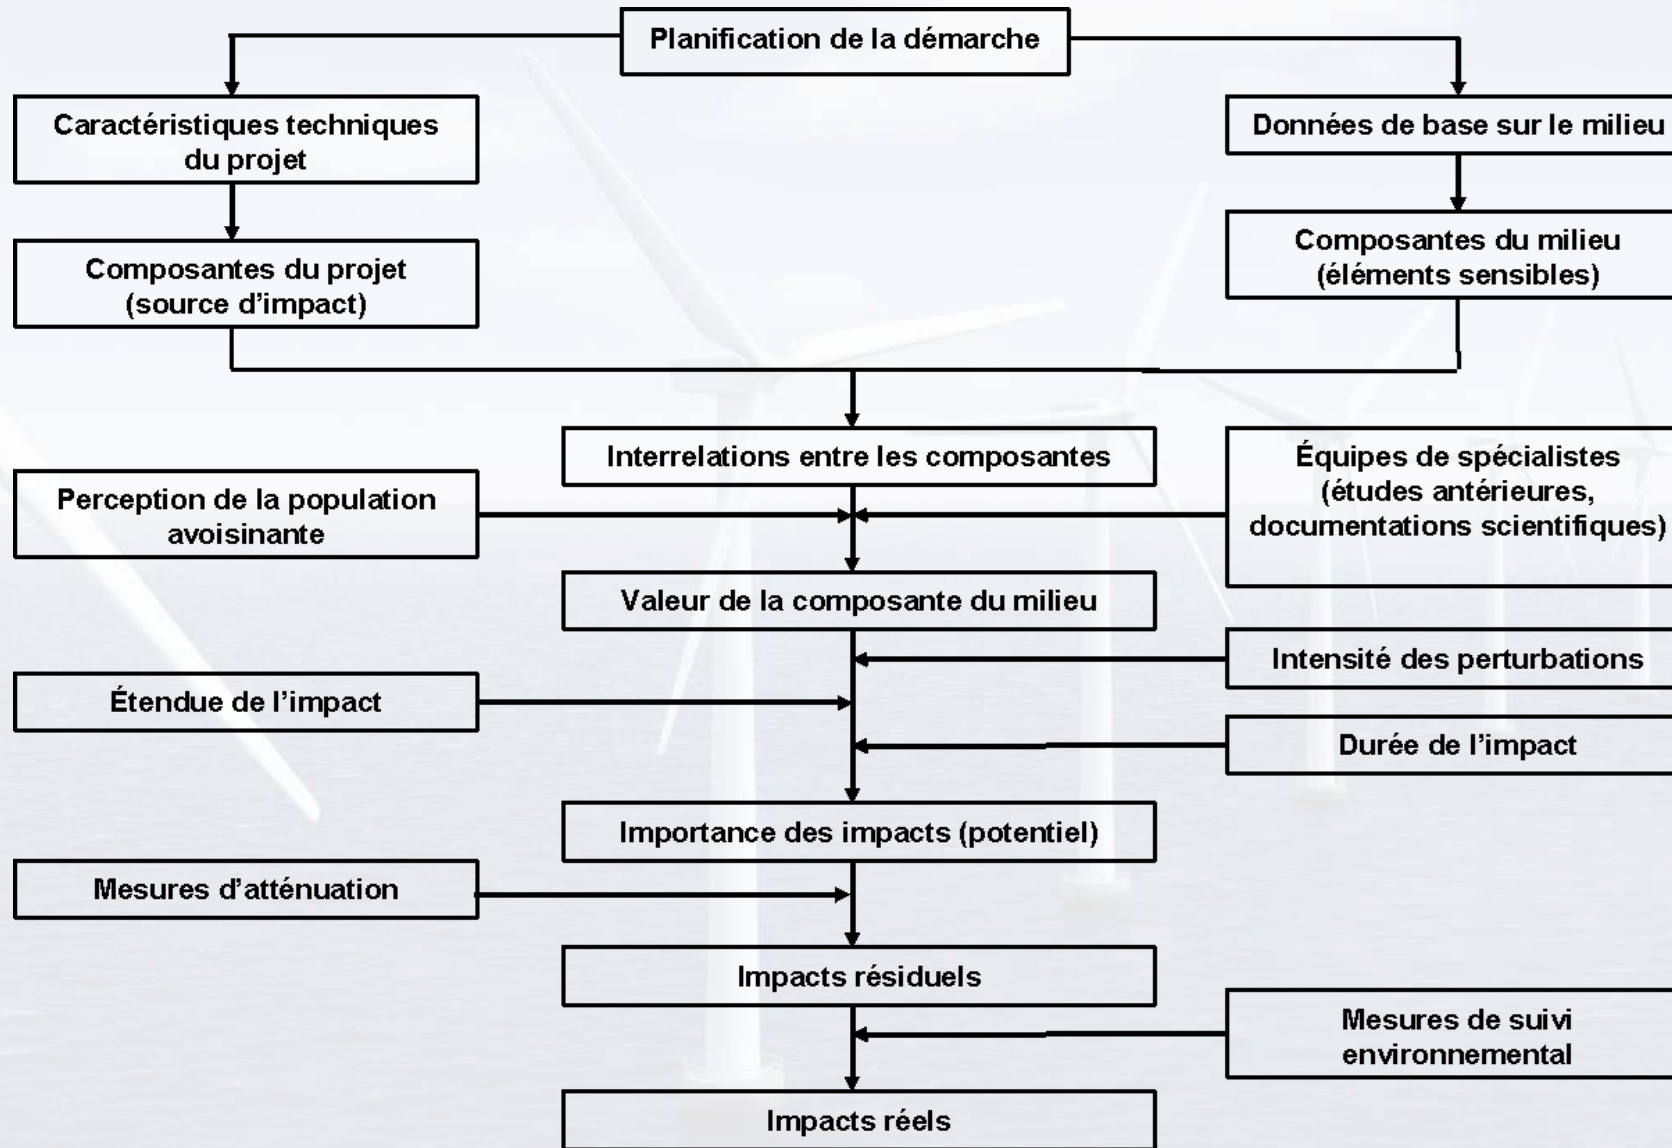 Planification de la démarche
Caractéristiques techniques
du projet
Données de base sur le milieu
Composantes du projet
(source d'impact)
Composantes du milieu
(éléments sensibles)
Interrelations entre les composantes
Perception de la population
avoisinante
Équipes de spécialistes
(études antérieures,
documentations scientifiques)
Valeur de la composante du milieu
Intensité des perturbations
Étendue de l'impact
Durée de l'impact
Importance des impacts (potentiel)
Mesures d'atténuation
Impacts résiduels
Mesures de suivi
environnemental
Impacts réels